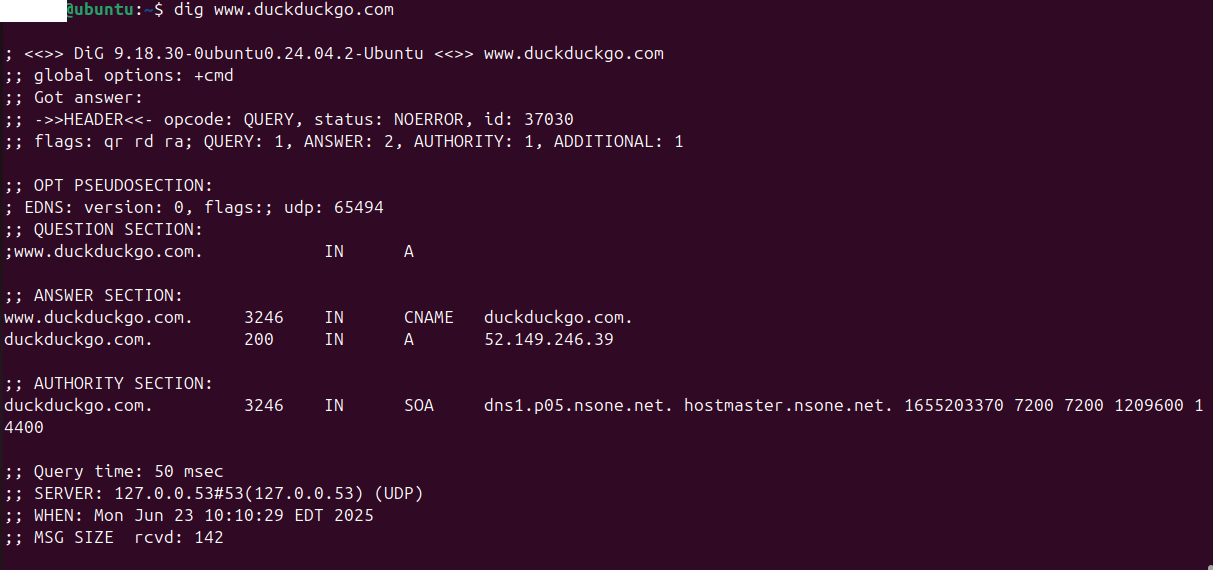 @ubuntu:~$ dig www.duckduckgo.com
; <<>> DiG 9.18.30-0ubuntu0.24.04.2-Ubuntu <<>> www.duckduckgo.com
;; global options: +cmd
;; Got answer:
;; ->>HEADER<<- opcode: QUERY, status: NOERROR, id: 37030
;; flags: qr rd ra; QUERY: 1, ANSWER: 2, AUTHORITY: 1, ADDITIONAL: 1
;; OPT PSEUDOSECTION:
; EDNS: version: 0, flags:; udp: 65494
;; QUESTION SECTION:
;www.duckduckgo.com. IN A
;; ANSWER SECTION:
www.duckduckgo.com. 3246 IN CNAME duckduckgo.com.
duckduckgo.com. 200 IN A 52.149.246.39
;; AUTHORITY SECTION:
duckduckgo.com. 3246 IN SOA dns1.p05.nsone.net. hostmaster.nsone.net. 1655203370 7200 7200 1209600 1
4400
;; Query time: 50 msec
;; SERVER: 127.0.0.53#53(127.0.0.53) (UDP)
;; WHEN: Mon Jun 23 10:10:29 EDT 2025
;; MSG SIZE  rcvd: 142